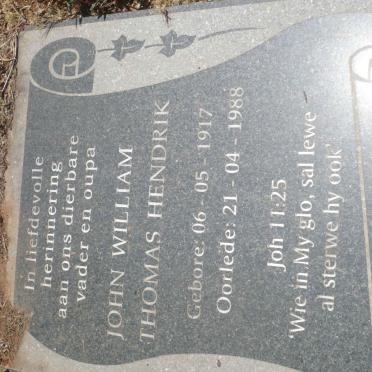 In liefdevolle
herinnering
aan ons dierbare
vader en oupa
JOHN WILLIAM
THOMAS HENDRIK
Gebore: 06 - 05 - 1917
Oorlede: 21 - 04 - 1988
Joh 11:25
'Wie in My glo, sal lewe
al sterwe hy ook'